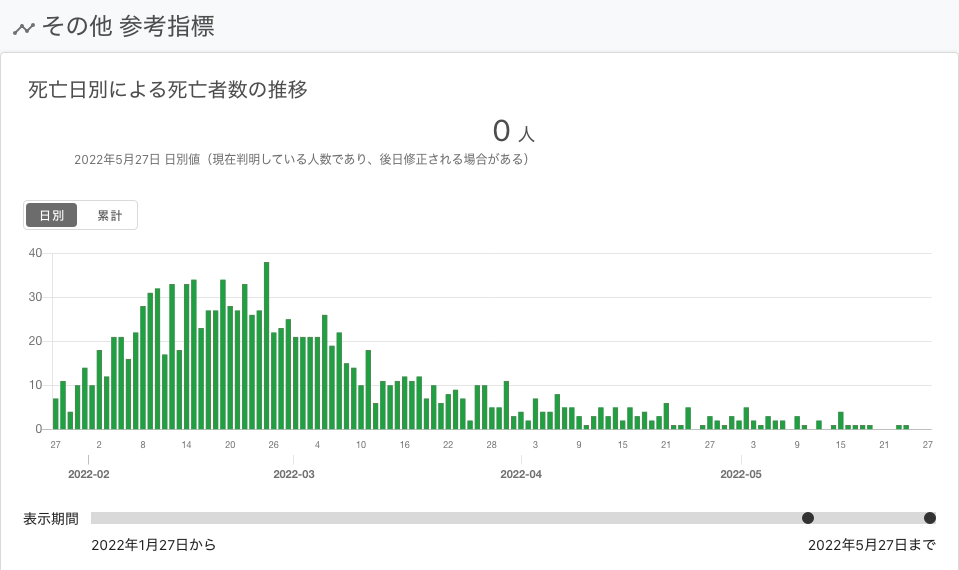 その他 参考指標
死亡日別による死亡者数の推移
0 人
2022年5月27日 日別値（現在判明している人数であり、後日修正される場合がある）
日別 累計
40
30
20
10
0
27 2 8 14 20 26 4 10 16 22 28 3 9 15 21 27 3 9 15 21 27
2022-02 2022-03 2022-04 2022-05
表示期間
2022年1月27日から 2022年5月27日まで